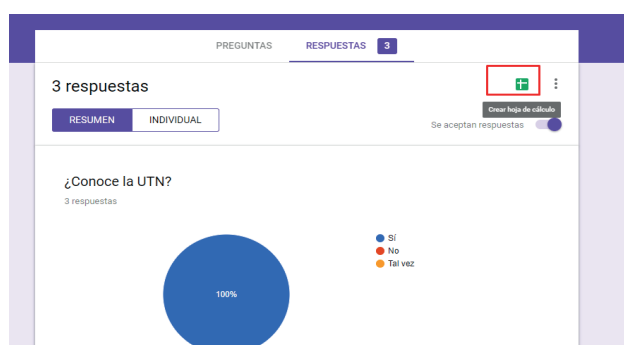 PREGUNTAS RESPUESTAS 3
3 respuestas
Crear hoja de cálculo
RESUMEN INDIVIDUAL
Se aceptan respuestas
¿Conoce la UTN?
3 respuestas
Sí
No
Tal vez
100%